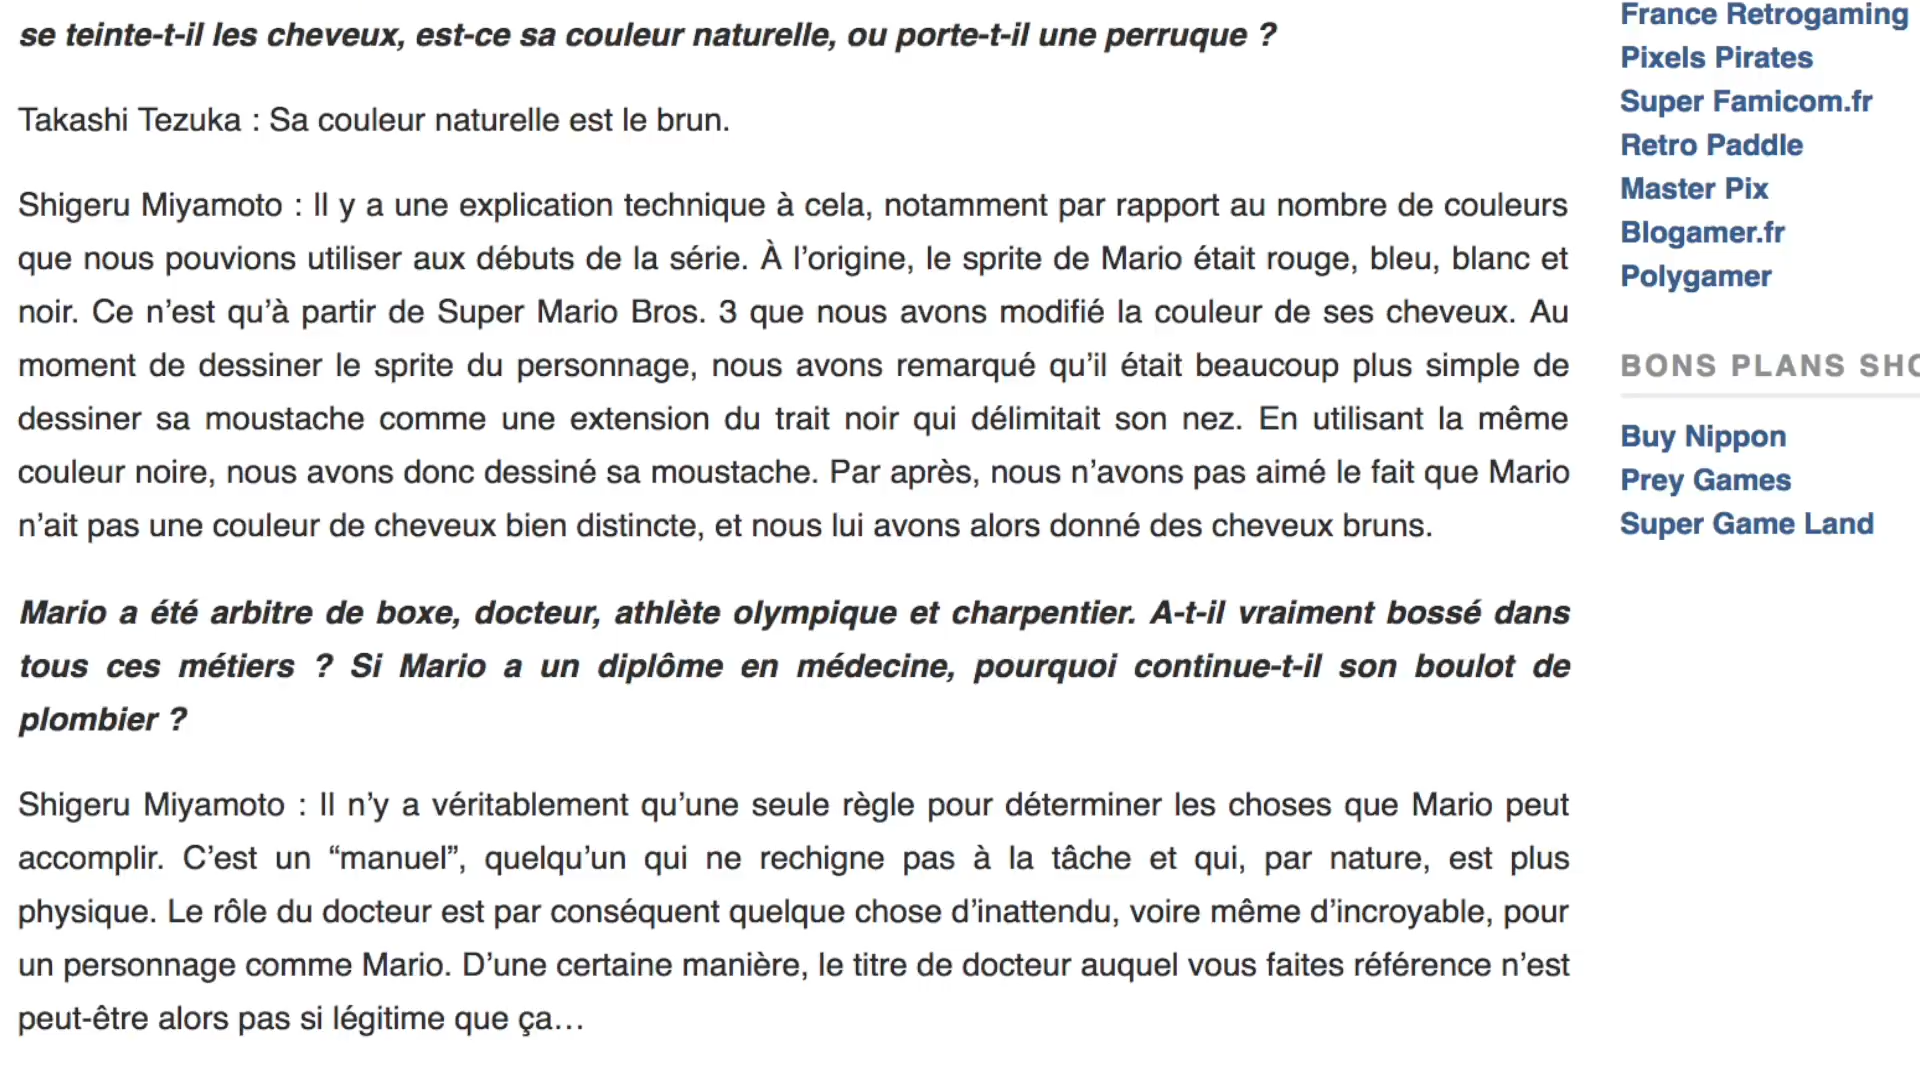 se teinte-t-il les cheveux, est-ce sa couleur naturelle, ou porte-t-il une perruque ?
Takashi Tezuka : Sa couleur naturelle est le brun.
Shigeru Miyamoto : Il y a une explication technique à cela, notamment par rapport au nombre de couleurs
que nous pouvions utiliser aux débuts de la série. À l’origine, le sprite de Mario était rouge, bleu, blanc et
noir. Ce n’est qu’à partir de Super Mario Bros. 3 que nous avons modifié la couleur de ses cheveux. Au
moment de dessiner le sprite du personnage, nous avons remarqué qu’il était beaucoup plus simple de
dessiner sa moustache comme une extension du trait noir qui délimitait son nez. En utilisant la même
couleur noire, nous avons donc dessiné sa moustache. Par après, nous n’avons pas aimé le fait que Mario
n’ait pas une couleur de cheveux bien distincte, et nous lui avons alors donné des cheveux bruns.
Mario a été arbitre de boxe, docteur, athlète olympique et charpentier. A-t-il vraiment bossé dans
tous ces métiers ? Si Mario a un diplôme en médecine, pourquoi continue-t-il son boulot de
plombier ?
Shigeru Miyamoto : Il n’y a véritablement qu’une seule règle pour déterminer les choses que Mario peut
accomplir. C’est un “manuel”, quelqu’un qui ne rechigne pas à la tâche et qui, par nature, est plus
physique. Le rôle du docteur est par conséquent quelque chose d’inattendu, voire même d’incroyable, pour
un personnage comme Mario. D’une certaine manière, le titre de docteur auquel vous faites référence n’est
peut-être alors pas si légitime que ça…
France Retrogaming
Pixels Pirates
Super Famicom.fr
Retro Paddle
Master Pix
Blogamer.fr
Polygamer
BONS PLANS SHO
Buy Nippon
Prey Games
Super Game Land